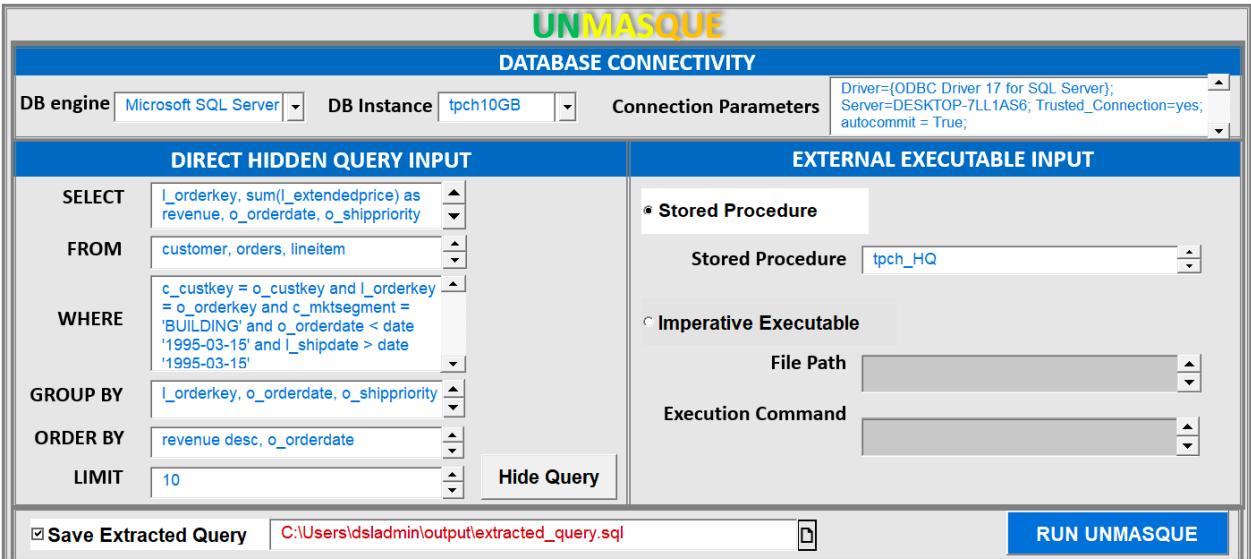 UNMASQUE
DATABASE CONNECTIVITY
DB engine Microsoft SQL Server DB Instance tpch10GB Connection Parameters
Driver={ODBC Driver 17 for SQL Server};
Server=DESKTOP-7LL1AS6; Trusted_Connection=yes;
autocommit = True;
DIRECT HIDDEN QUERY INPUT
SELECT
l_orderkey, sum(l_extendedprice) as
revenue, o_orderdate, o_shippriority
FROM customer, orders, lineitem
WHERE
c_custkey = o_custkey and l_orderkey
= o_orderkey and c_mktsegment =
'BUILDING' and o_orderdate < date
'1995-03-15' and l_shipdate > date
'1995-03-15'
GROUP BY l_orderkey, o_orderdate, o_shippriority
ORDER BY revenue desc, o_orderdate
LIMIT 10
Hide Query
EXTERNAL EXECUTABLE INPUT
Stored Procedure
Stored Procedure tpch_HQ
Imperative Executable
File Path
Execution Command
Save Extracted Query C:\Users\dsladmin\output\extracted_query.sql
RUN UNMASQUE